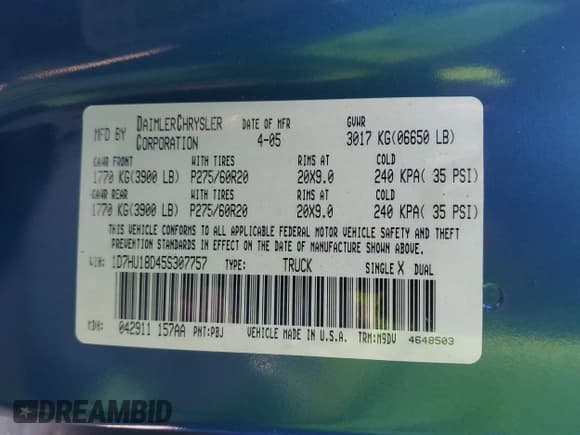 MFD BY DAIMLERCHRYSLER CORPORATION DATE OF MFR 4-05 GVWR 3017 KG(06650 LB)
GAWR FRONT WITH TIRES RIMS AT COLD
1770 KG(3900 LB) P275/60R20 20X9.0 240 KPA( 35 PSI)
GAWR REAR WITH TIRES RIMS AT COLD
1770 KG(3900 LB) P275/60R20 20X9.0 240 KPA( 35 PSI)
THIS VEHICLE CONFORMS TO ALL APPLICABLE FEDERAL MOTOR VEHICLE SAFETY AND THEFT
PREVENTION STANDARDS IN EFFECT ON THE DATE OF MANUFACTURE SHOWN ABOVE.
VIN: 1D7HU18D45S307757 TYPE: TRUCK SINGLE X DUAL
MDH: 042911 157AA PNT:PBJ VEHICLE MADE IN U.S.A. TRM:M9DV 4648503
DREAMBID